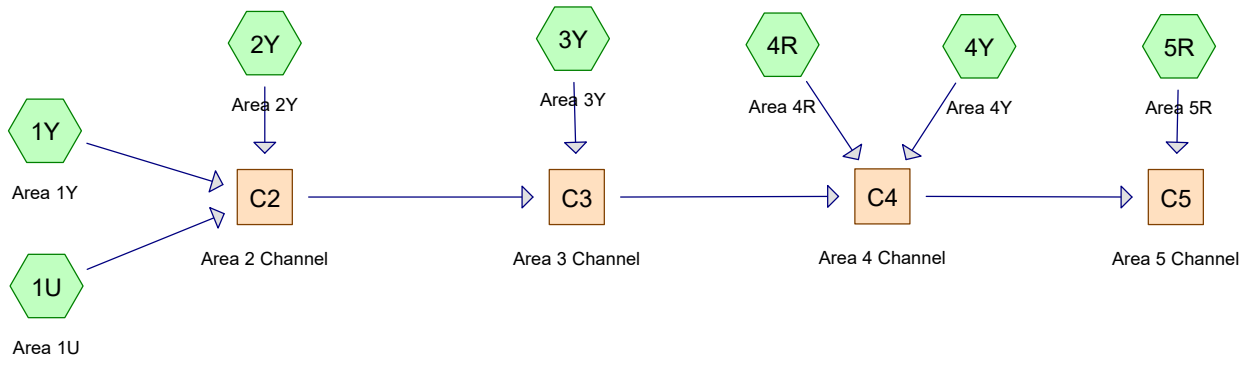 2Y
3Y
4R
4Y
5R
Area 2Y
Area 3Y
Area 4R
Area 4Y
Area 5R
1Y
Area 1Y
C2
C3
C4
C5
Area 2 Channel
Area 3 Channel
Area 4 Channel
Area 5 Channel
1U
Area 1U